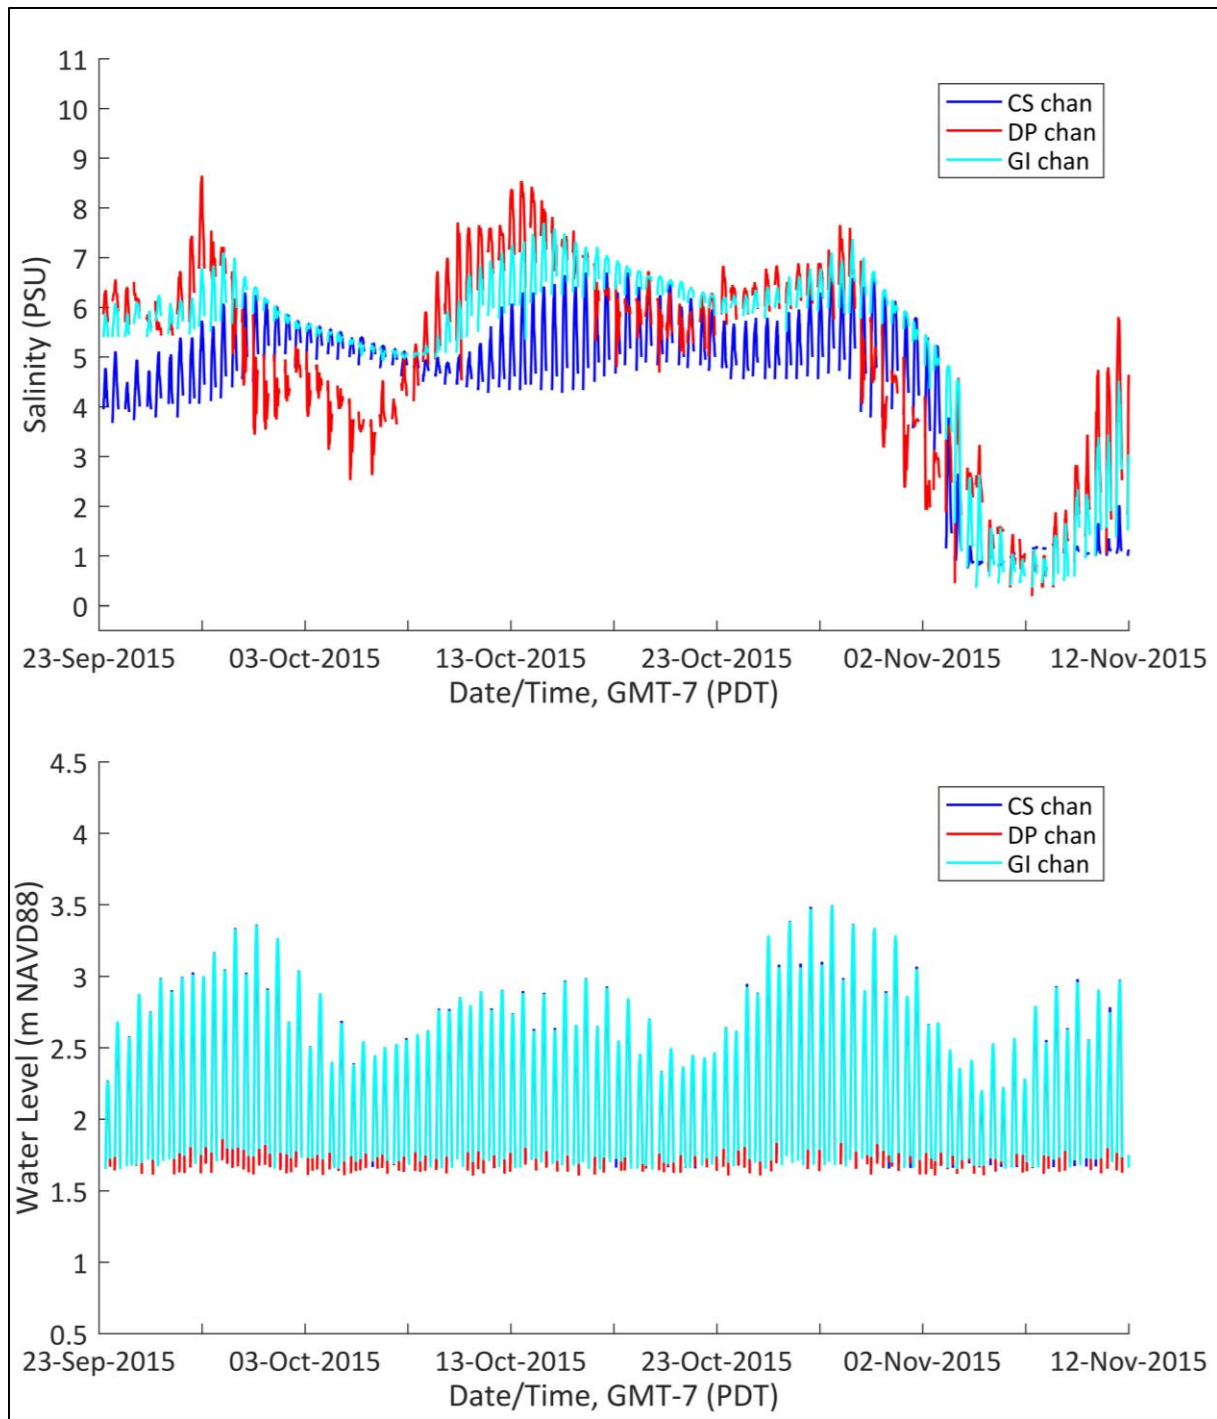 11
10
9
8
7
6
5
4
3
2
1
0
Salinity (PSU)
CS chan
DP chan
GI chan
23-Sep-2015 03-Oct-2015 13-Oct-2015 23-Oct-2015 02-Nov-2015 12-Nov-2015
Date/Time, GMT-7 (PDT)
4.5
4
3.5
3
2.5
2
1.5
1
0.5
Water Level (m NAVD88)
CS chan
DP chan
GI chan
23-Sep-2015 03-Oct-2015 13-Oct-2015 23-Oct-2015 02-Nov-2015 12-Nov-2015
Date/Time, GMT-7 (PDT)